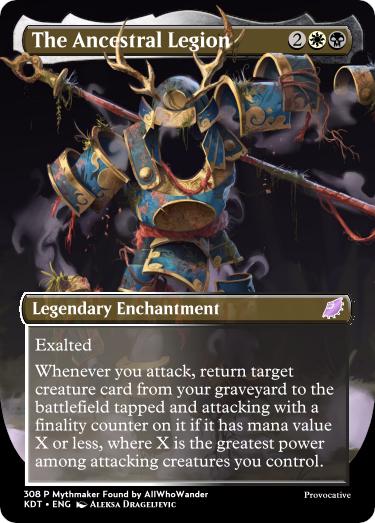 The Ancestral Legion 2
Legendary Enchantment
Exalted
Whenever you attack, return target
creature card from your graveyard to the
battlefield tapped and attacking with a
finality counter on it if it has mana value
X or less, where X is the greatest power
among attacking creatures you control.
308 P Mythmaker Found by AllWhoWander
KDT • ENG Aleksa Drageljevic
Provocative